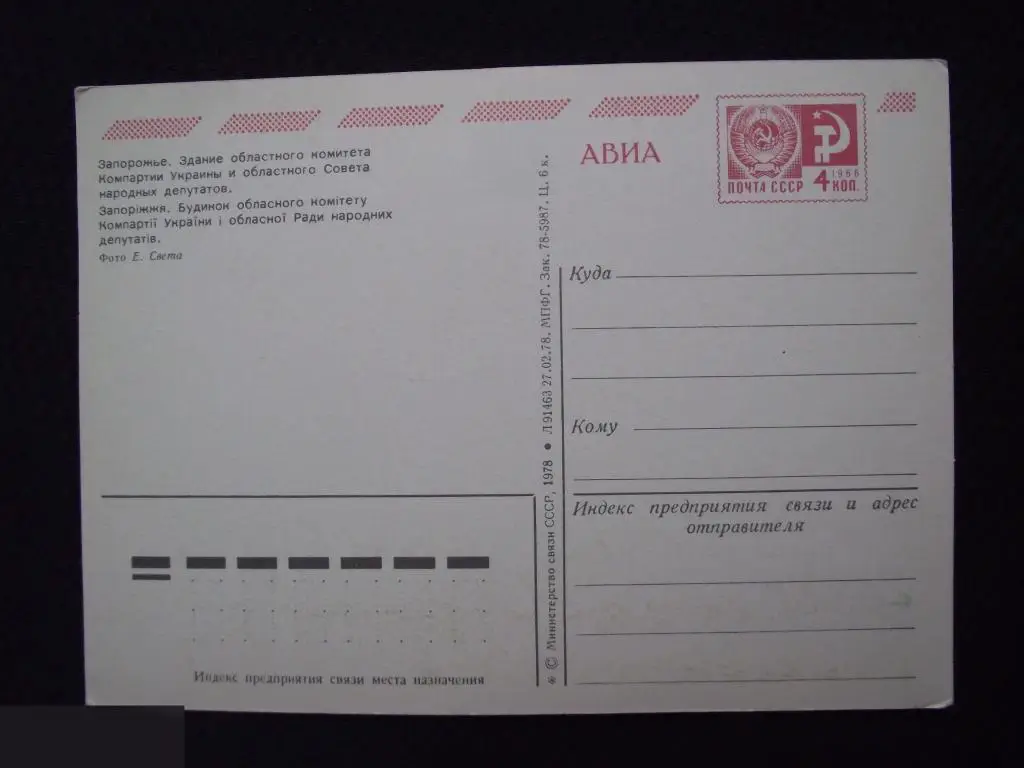 Запорожье. Здание областного комитета
Компартии Украины и областного Совета
народных депутатов.
Запоріжжя. Будинок обласного комітету
Компартії України і обласної Ради народних
депутатів.
Фото Е. Света
АВИА
ПОЧТА СССР
1966
4 КОП.
© Министерство связи СССР, 1978 • Л 91463 27.02.78. МПФГ. Зак. 78-5987. Ц. 6 к.
Куда
Кому
Индекс предприятия связи и адрес
отправителя
Индекс предприятия связи места назначения